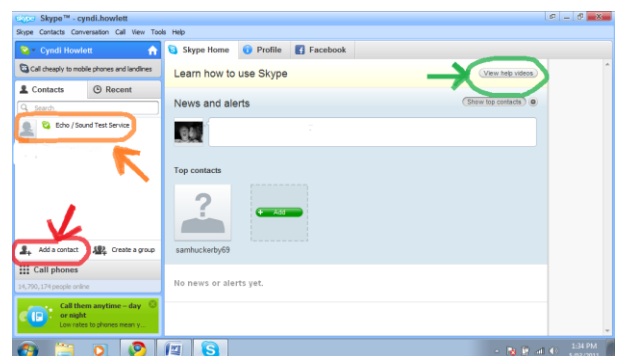 Skype™ - cyndi.howlett
Skype Contacts Conversation Call View Tools Help
Cyndi Howlett
Skype Home Profile Facebook
Call cheaply to mobile phones and landlines
Learn how to use Skype
View help videos
Contacts Recent
Search
News and alerts
Show top contacts
Echo / Sound Test Service
Top contacts
?
Add
samhuckerby69
Add a contact Create a group
Call phones
14,790,174 people online
No news or alerts yet.
Call them anytime – day
or night
Low rates to phones mean y...
1:34 PM